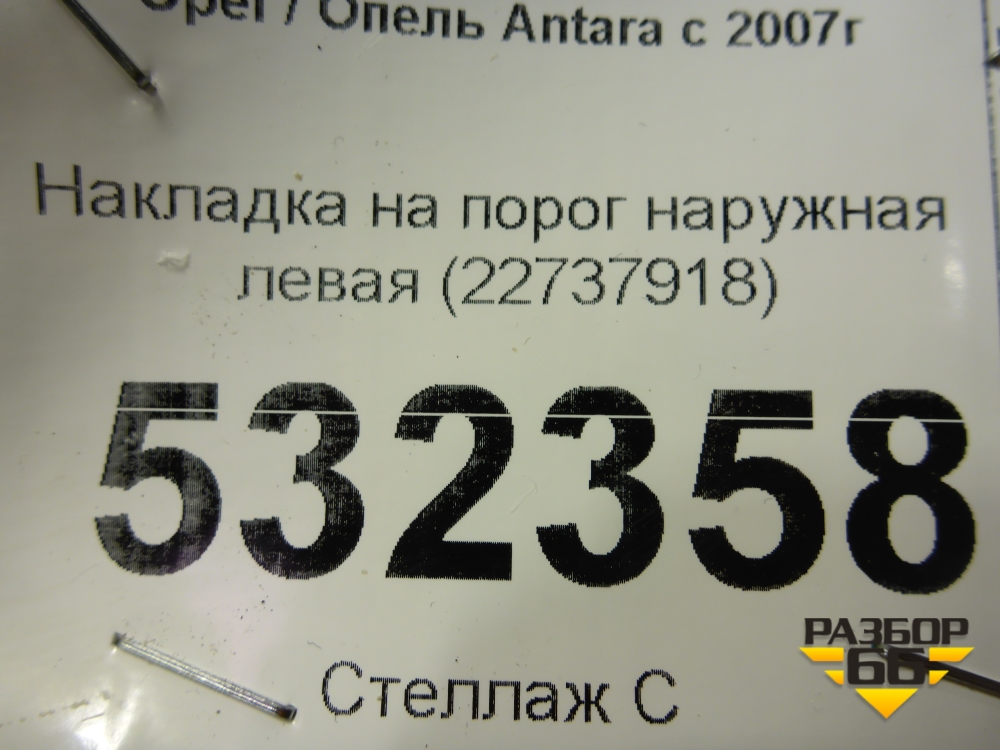 Opel / Опель Antara с 2007г
Накладка на порог наружная
левая (22737918)
532358
Стеллаж С
РАЗБОР
66